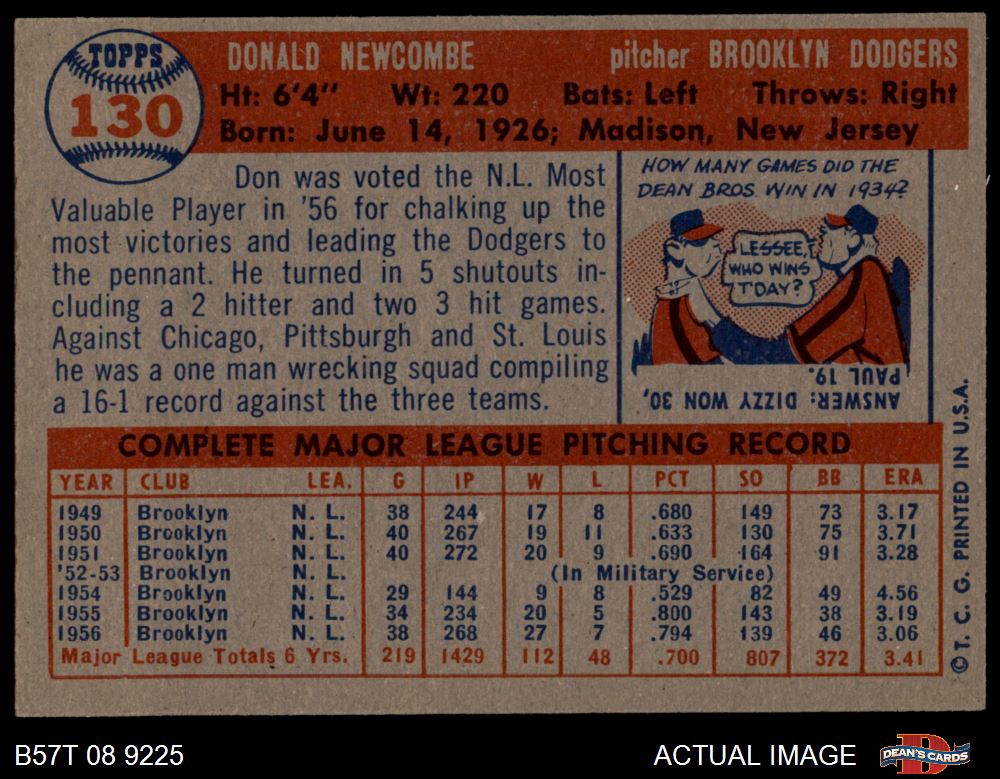 TOPPS
130
DONALD NEWCOMBE pitcher BROOKLYN DODGERS
Ht: 6'4" Wt: 220 Bats: Left Throws: Right
Born: June 14, 1926; Madison, New Jersey
Don was voted the N.L. Most
Valuable Player in '56 for chalking up the
most victories and leading the Dodgers to
the pennant. He turned in 5 shutouts in-
cluding a 2 hitter and two 3 hit games.
Against Chicago, Pittsburgh and St. Louis
he was a one man wrecking squad compiling
a 16-1 record against the three teams.
HOW MANY GAMES DID THE
DEAN BROS. WIN IN 1934?
LESSEE,
WHO WINS
T'DAY?
ANSWER: DIZZY WON 30,
PAUL 19.
COMPLETE MAJOR LEAGUE PITCHING RECORD
YEAR CLUB LEA. G IP W L PCT SO BB ERA
1949 Brooklyn N. L. 38 244 17 8 .680 149 73 3.17
1950 Brooklyn N. L. 40 267 19 11 .633 130 75 3.71
1951 Brooklyn N. L. 40 272 20 9 .690 164 91 3.28
'52-53 Brooklyn N. L. (In Military Service)
1954 Brooklyn N. L. 29 144 9 8 .529 82 49 4.56
1955 Brooklyn N. L. 34 234 20 5 .800 143 38 3.19
1956 Brooklyn N. L. 38 268 27 7 .794 139 46 3.06
Major League Totals 6 Yrs. 219 1429 112 48 .700 807 372 3.41
© T. C. G. PRINTED IN U.S.A.
B57T 08 9225 ACTUAL IMAGE
DEAN'S CARDS